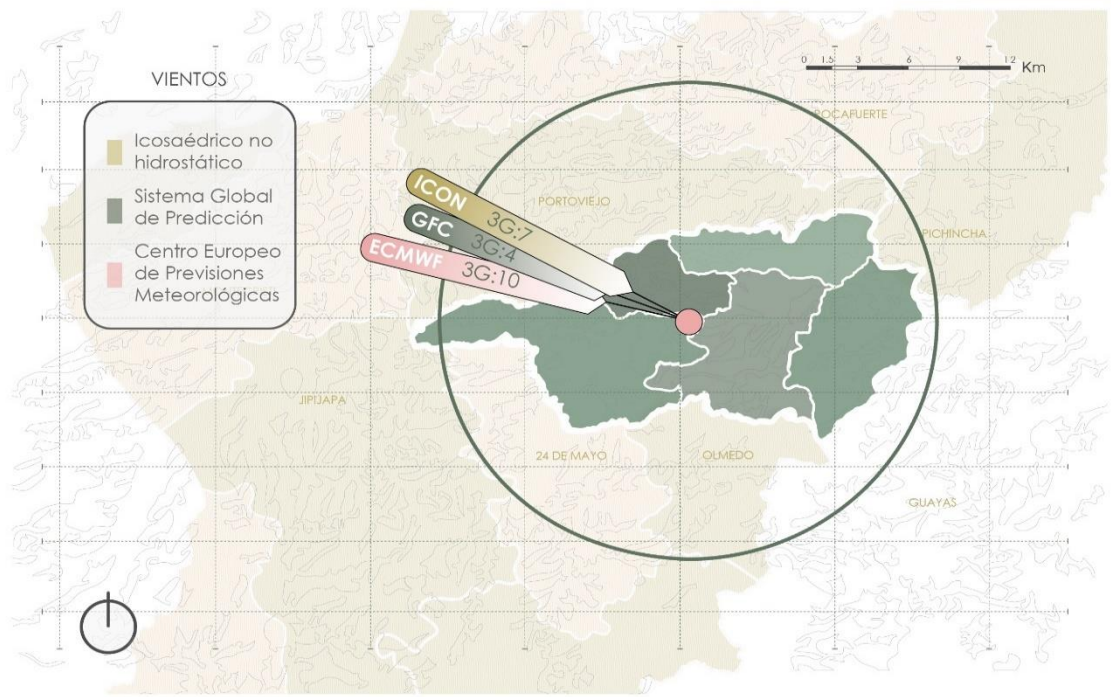 VIENTOS
Icosaédrico no
hidrostático
Sistema Global
de Predicción
Centro Europeo
de Previsiones
Meteorológicas
0 1.5 3 6 9 12 Km
ROCAFUERTE
PORTOVIEJO
PICHINCHA
ICON 3G:7
GFC 3G:4
ECMWF 3G:10
JIPIJAPA
24 DE MAYO
OLMEDO
GUAYAS